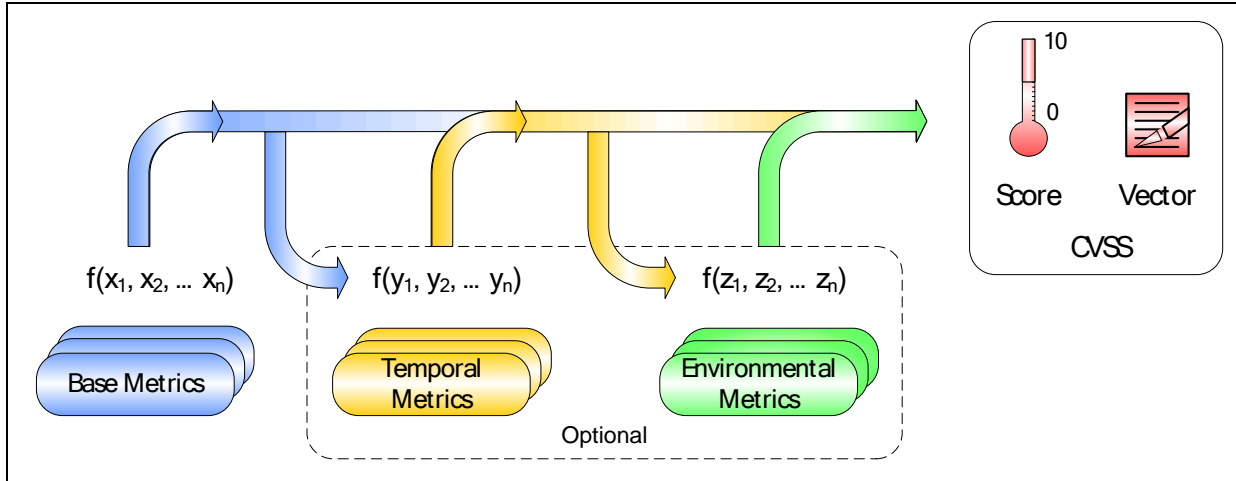 10
0
Score
Vector
CVSS
f(x₁, x₂, ... xₙ)
f(y₁, y₂, ... yₙ)
f(z₁, z₂, ... zₙ)
Base Metrics
Temporal
Metrics
Environmental
Metrics
Optional